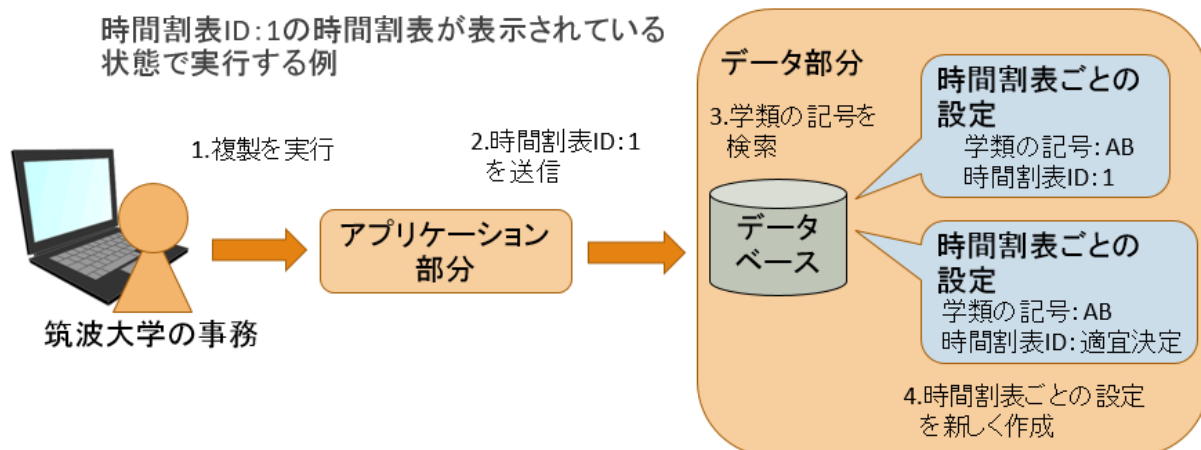 時間割表ID:1の時間割表が表示されている
状態で実行する例
1.複製を実行
2.時間割表ID:1
を送信
アプリケーション
部分
筑波大学の事務
データ部分
3.学類の記号を
検索
データ
ベース
時間割表ごとの
設定
学類の記号:AB
時間割表ID:1
時間割表ごとの
設定
学類の記号:AB
時間割表ID:適宜決定
4.時間割表ごとの設定
を新しく作成